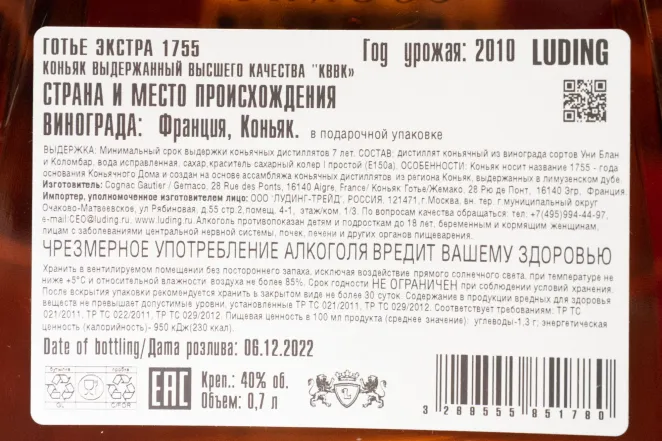 ГОТЬЕ ЭКСТРА 1755
Год урожая: 2010 LUDING
КОНЬЯК ВЫДЕРЖАННЫЙ ВЫСШЕГО КАЧЕСТВА "КВВК»
СТРАНА И МЕСТО ПРОИСХОЖДЕНИЯ
ВИНОГРАДА: Франция, Коньяк. в подарочной упаковке
ВЫДЕРЖКА: Минимальный срок выдержки коньячных дистиллятов 7 лет. СОСТАВ: дистиллят коньячный из винограда сортов Уни Блан
и Коломбар, вода исправленная, сахар,краситель сахарный колер I простой (Е150а). ОСОБЕННОСТИ: Коньяк носит название 1755 - года
основания Коньячного Дома и создан на основе ассамбляжа коньячных дистиллятов из региона Коньяк, выдержанных в лимузенском дубе.
Изготовитель: Cognac Gautier / Gemaco, 28 Rue des Ponts, 16140 Aigre, France/ Коньяк Готье/Жемако, 28 Рю де Понт, 16140 Эгр, Франция.
Импортер, уполномоченное изготовителем лицо: ООО "ЛУДИНГ-ТРЕЙД", РОССИЯ, 121471,г.Москва, вн. тер. г.муниципальный округ
Очаково-Матвеевское, ул Рябиновая, д.55 стр.2,помещ. 4-1, этаж/ком. 1/3. По вопросам качества обращаться: тел. +7(495)994-44-97.
e-mail CEO@luding.ru, www.luding.ru Алкоголь противопоказан детям и подросткам до 18 лет, беременным и кормящим женщинам,
лицам с заболеваниями центральной нервной системы, почек, печени и других органов пищеварения.
ЧРЕЗМЕРНОЕ УПОТРЕБЛЕНИЕ АЛКОГОЛЯ ВРЕДИТ ВАШЕМУ ЗДОРОВЬЮ
Хранить в вентилируемом помещении без постороннего запаха, исключая воздействие прямого солнечного света, при температуре не
ниже +5°С и относительной влажности воздуха не более 85%. Срок годности НЕ ОГРАНИЧЕН при соблюдении условий хранения.
После вскрытия упаковки рекомендуется хранить в закрытом виде не более 30 суток. Содержание в продукции вредных для здоровья
веществ не превышает допустимые уровни, установленные ТР ТС 021/2011, ТР ТС 029/2012. Соответствует требованиям: ТР ТС
021/2011, ТР ТС 022/2011, ТР ТС 029/2012. Пищевая ценность в 100 мл продукта (среднее значение): углеводы-1,3 г; энергетическая
ценность (калорийность)- 950 кДж(230 ккал).
Date of bottling/Дата розлива: 06.12.2022
бутылка пробка
GL C/FOR
EAC
Креп.: 40% об.
Объем: 0,7 л
3 289555 851780